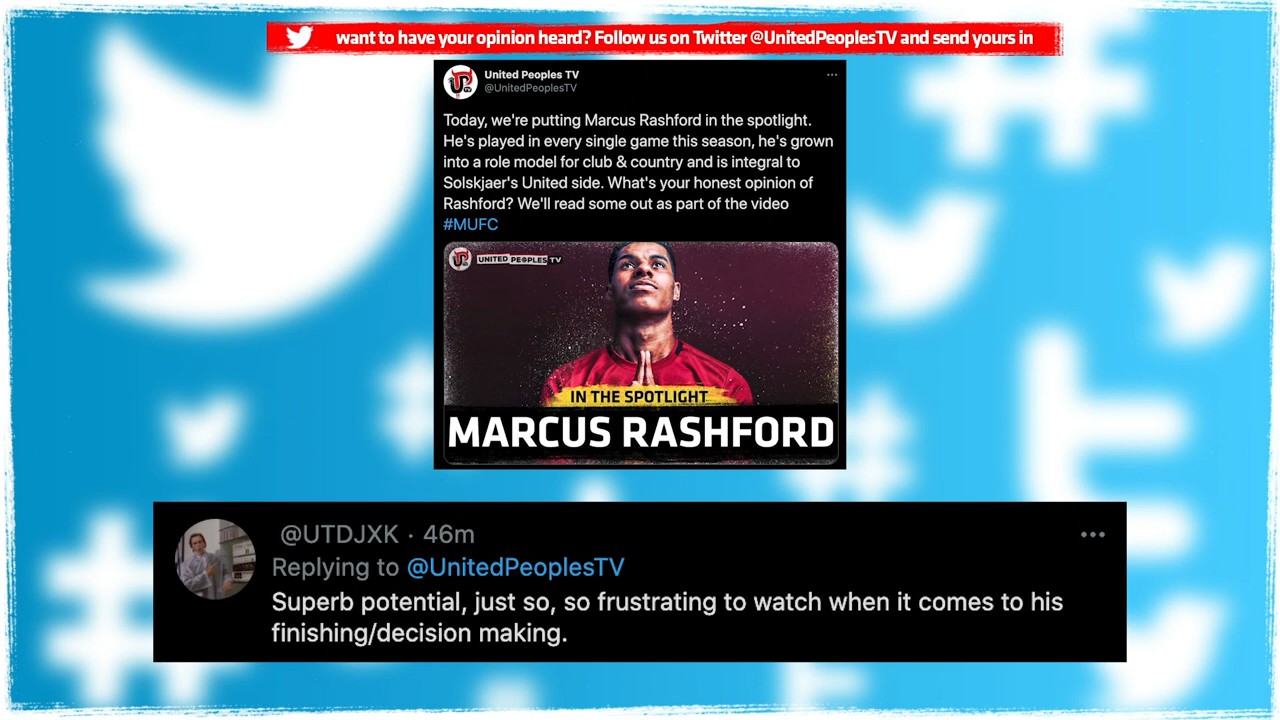 want to have your opinion heard? Follow us on Twitter @UnitedPeoplesTV and send yours in
United Peoples TV
@UnitedPeoplesTV
Today, we're putting Marcus Rashford in the spotlight.
He's played in every single game this season, he's grown
into a role model for club & country and is integral to
Solskjaer's United side. What's your honest opinion of
Rashford? We'll read some out as part of the video
#MUFC
UNITED PEOPLES TV
IN THE SPOTLIGHT
MARCUS RASHFORD
@UTDJXK · 46m
Replying to @UnitedPeoplesTV
Superb potential, just so, so frustrating to watch when it comes to his
finishing/decision making.